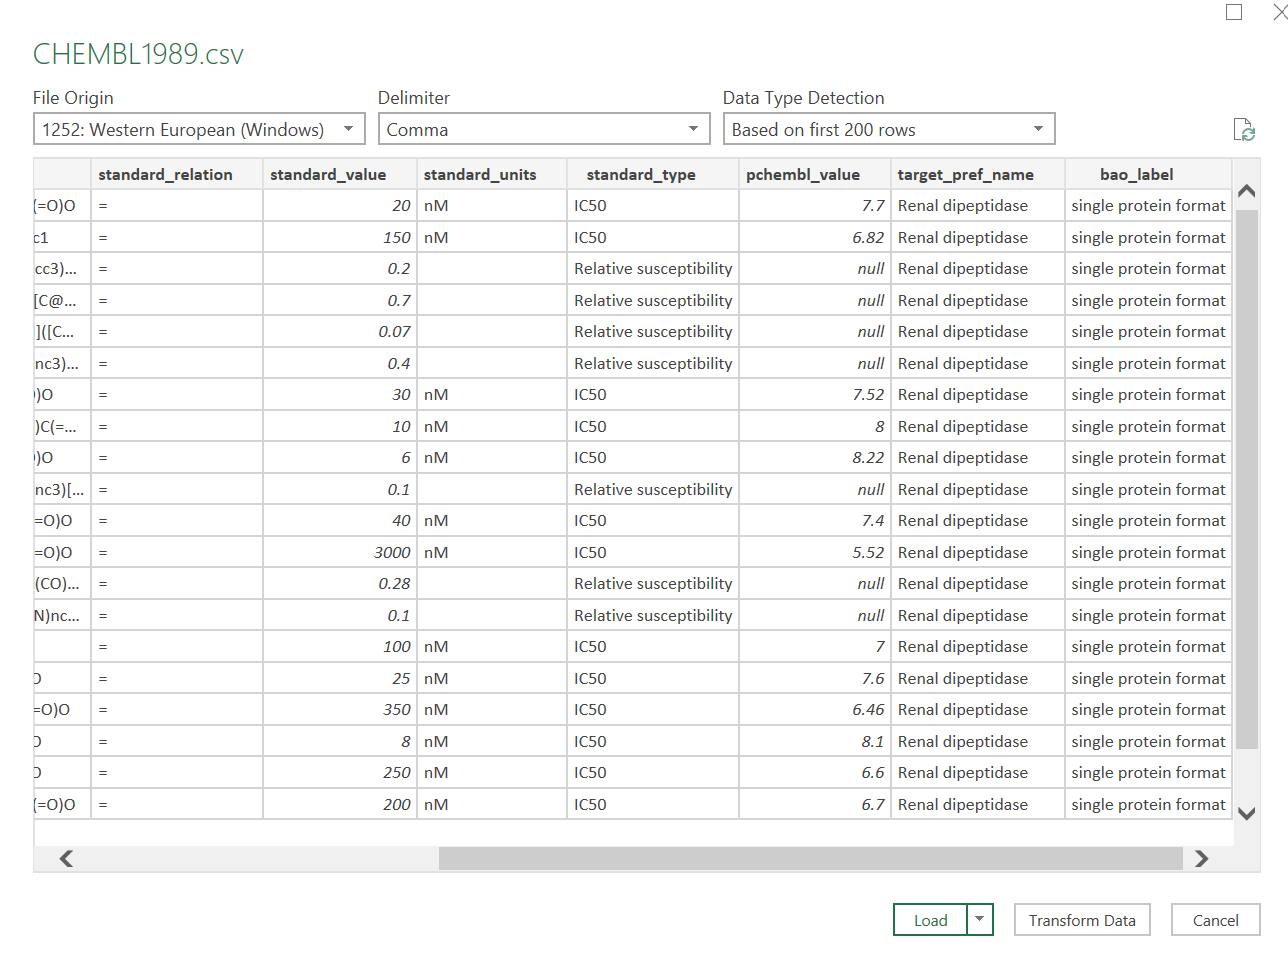 CHEMBL1989.csv
File Origin Delimiter Data Type Detection
1252: Western European (Windows) Comma Based on first 200 rows
standard_relation standard_value standard_units standard_type pchembl_value target_pref_name bao_label
(=O)O = 20 nM IC50 7.7 Renal dipeptidase single protein format
c1 = 150 nM IC50 6.82 Renal dipeptidase single protein format
cc3)... = 0.2 Relative susceptibility null Renal dipeptidase single protein format
[C@... = 0.7 Relative susceptibility null Renal dipeptidase single protein format
]([C... = 0.07 Relative susceptibility null Renal dipeptidase single protein format
nc3)... = 0.4 Relative susceptibility null Renal dipeptidase single protein format
)O = 30 nM IC50 7.52 Renal dipeptidase single protein format
)C(=... = 10 nM IC50 8 Renal dipeptidase single protein format
)O = 6 nM IC50 8.22 Renal dipeptidase single protein format
nc3)[... = 0.1 Relative susceptibility null Renal dipeptidase single protein format
=O)O = 40 nM IC50 7.4 Renal dipeptidase single protein format
=O)O = 3000 nM IC50 5.52 Renal dipeptidase single protein format
(CO)... = 0.28 Relative susceptibility null Renal dipeptidase single protein format
N)nc... = 0.1 Relative susceptibility null Renal dipeptidase single protein format
= 100 nM IC50 7 Renal dipeptidase single protein format
O = 25 nM IC50 7.6 Renal dipeptidase single protein format
=O)O = 350 nM IC50 6.46 Renal dipeptidase single protein format
O = 8 nM IC50 8.1 Renal dipeptidase single protein format
O = 250 nM IC50 6.6 Renal dipeptidase single protein format
(=O)O = 200 nM IC50 6.7 Renal dipeptidase single protein format
Load Transform Data Cancel